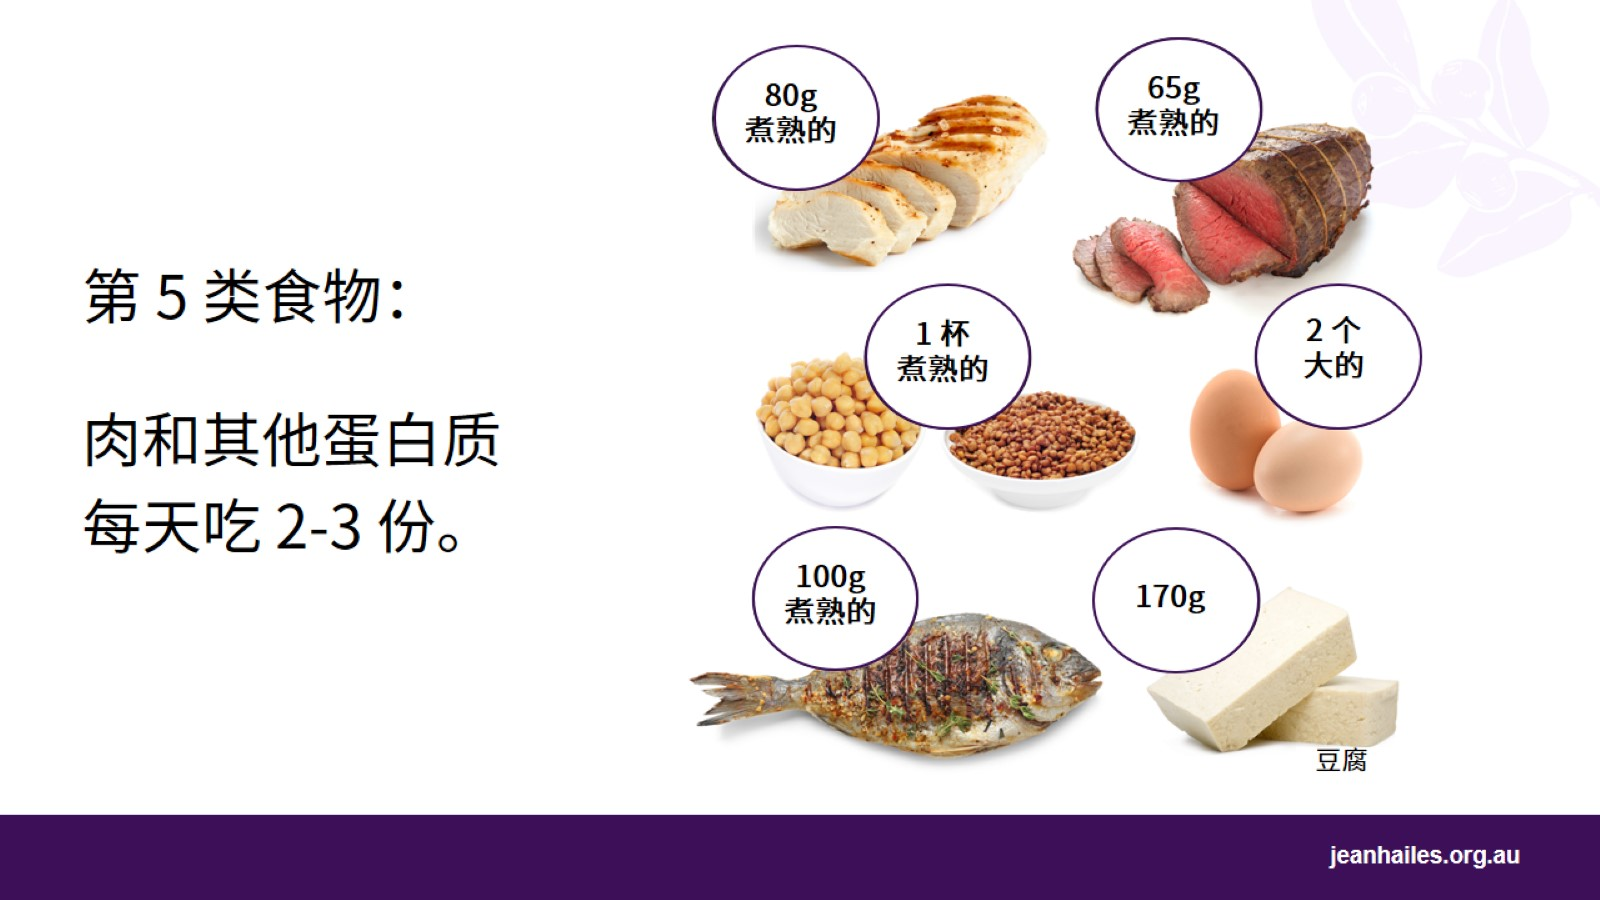 第 5 类食物：
肉和其他蛋白质
每天吃 2-3 份。
80g
煮熟的
65g
煮熟的
1 杯
煮熟的
2 个
大的
100g
煮熟的
170g
豆腐
jeanhailes.org.au